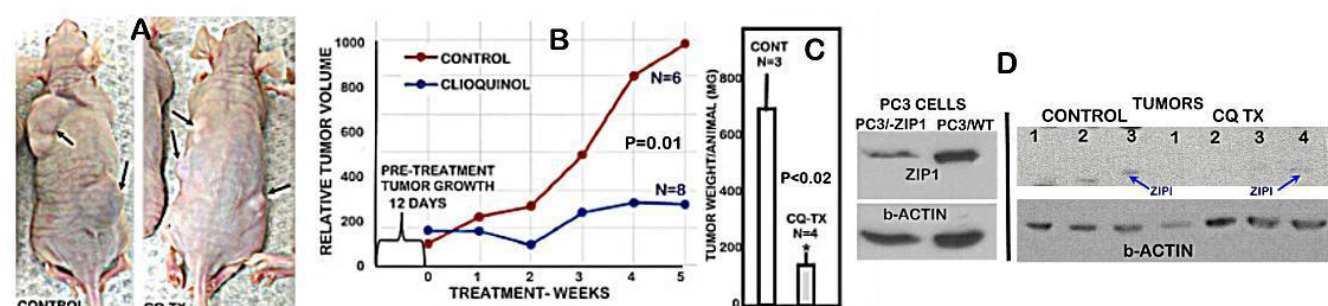 A
CONTROL
CQ TX
B
RELATIVE TUMOR VOLUME
1000
800
600
400
200
0
CONTROL
CLIOQUINOL
N=6
P=0.01
N=8
PRE-TREATMENT
TUMOR GROWTH
12 DAYS
0 1 2 3 4 5
TREATMENT- WEEKS
C
TUMOR WEIGHT/ANIMAL (MG)
800
600
400
200
0
CONT
N=3
P<0.02
CQ-TX
N=4
*
PC3 CELLS
PC3/-ZIP1 PC3/WT
ZIP1
b-ACTIN
D
TUMORS
CONTROL CQ TX
1 2 3 1 2 3 4
ZIPI ZIPI
b-ACTIN